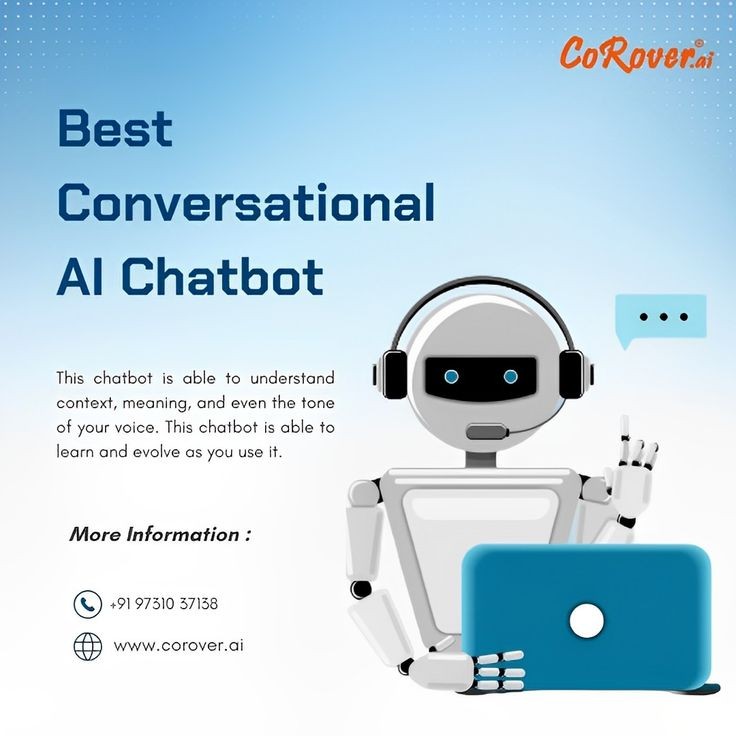 CoRover.ai
Best
Conversational
AI Chatbot
This chatbot is able to understand
context, meaning, and even the tone
of your voice. This chatbot is able to
learn and evolve as you use it.
More Information :
+91 97310 37138
www.corover.ai